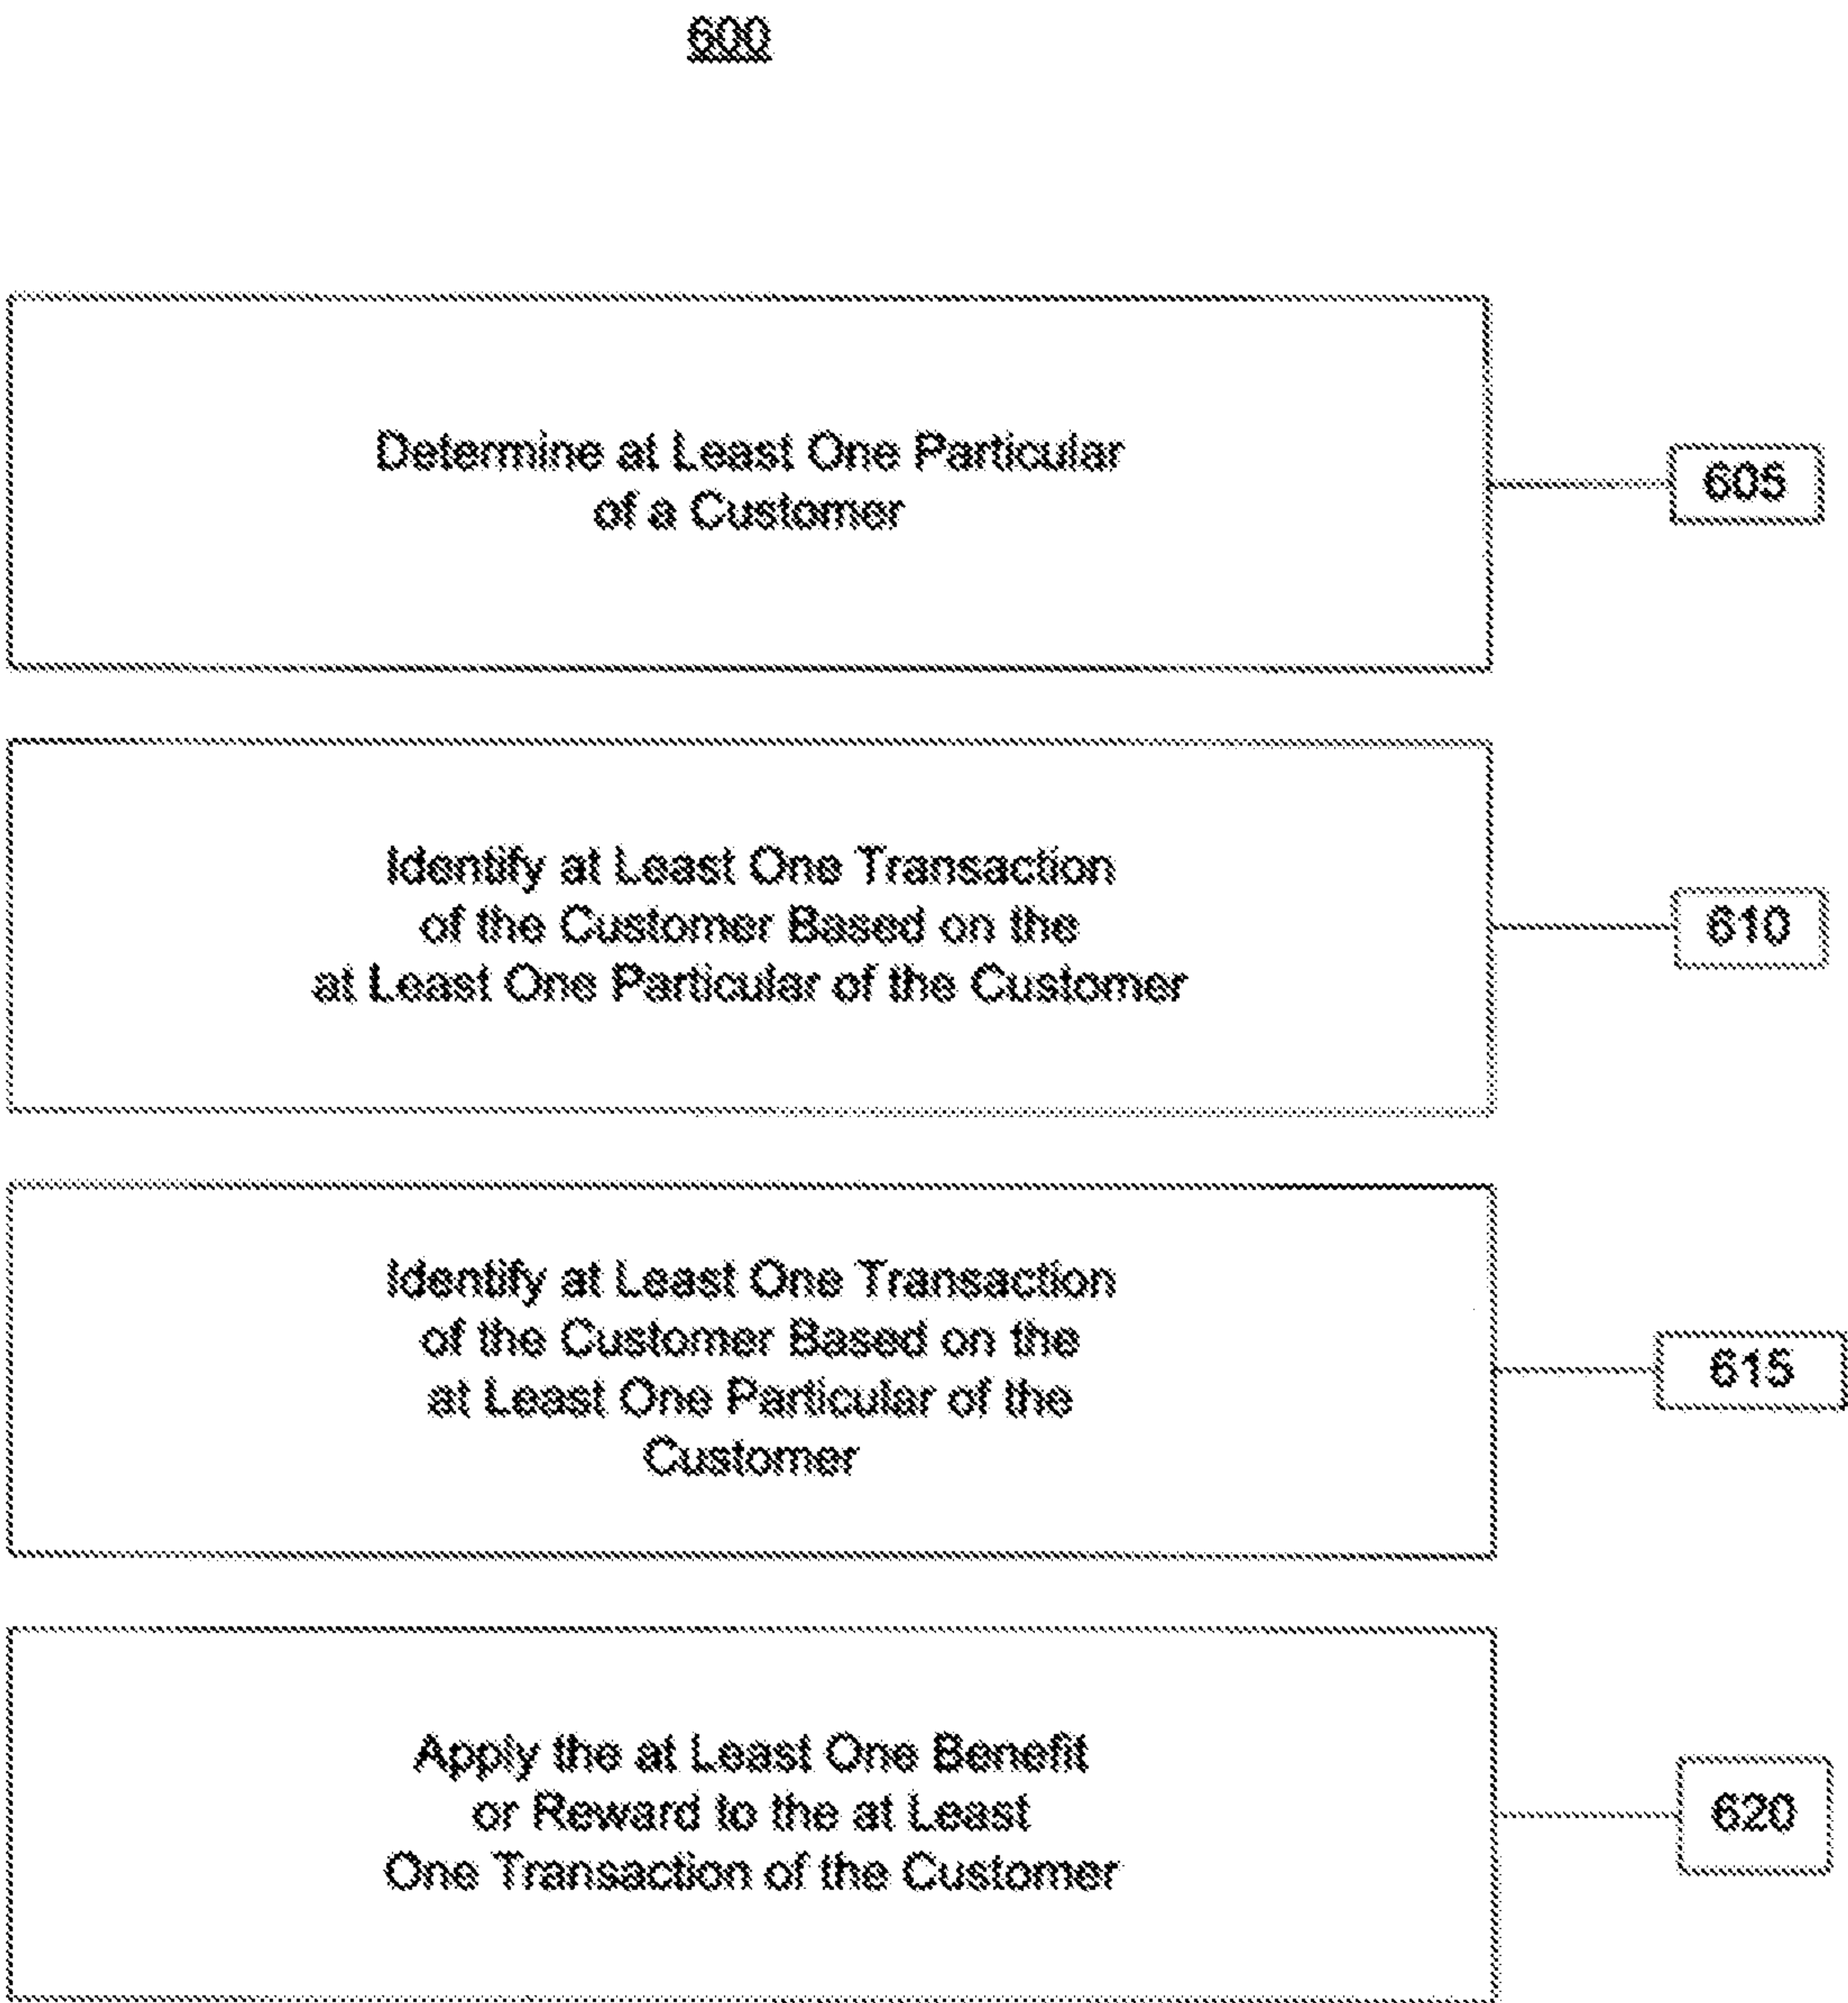 600
Determine at Least One Particular
of a Customer
605
Identify at Least One Transaction
of the Customer Based on the
at Least One Particular of the Customer
610
Identify at Least One Transaction
of the Customer Based on the
at Least One Particular of the
Customer
615
Apply the at Least One Benefit
or Reward to the at Least
One Transaction of the Customer
620